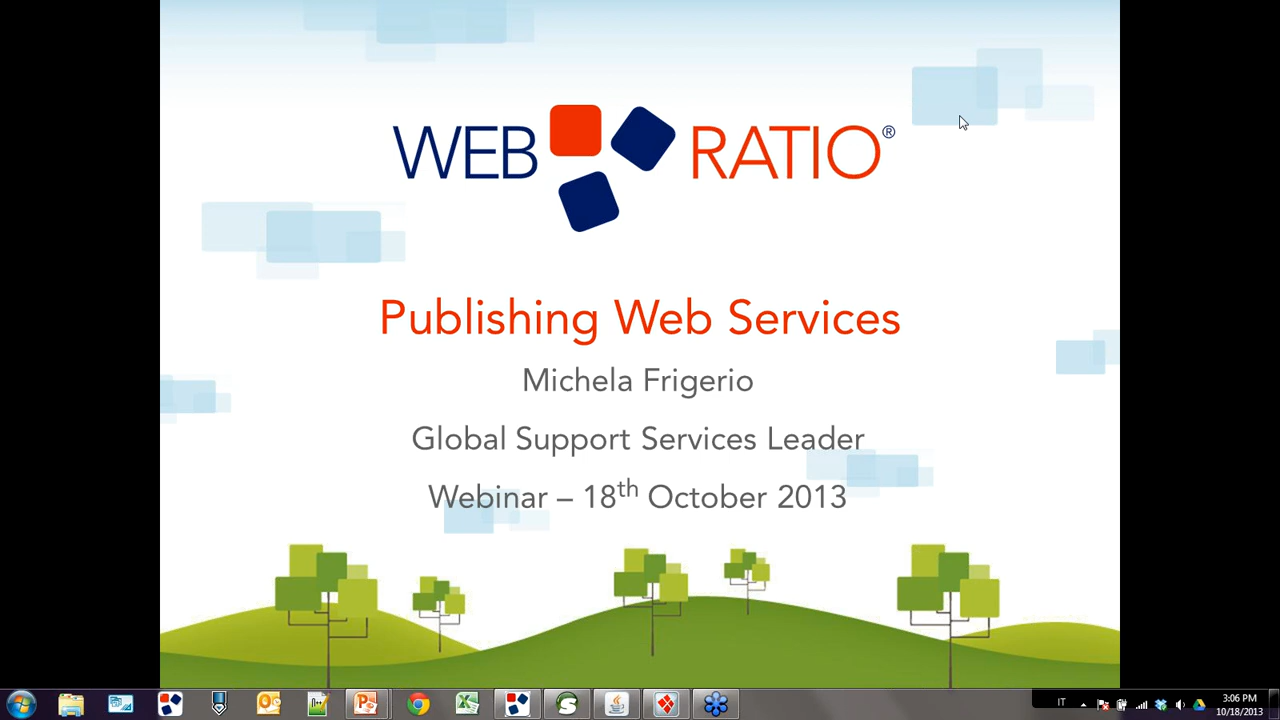 WEB RATIO®
Publishing Web Services
Michela Frigerio
Global Support Services Leader
Webinar – 18th October 2013
IT
3:06 PM
10/18/2013